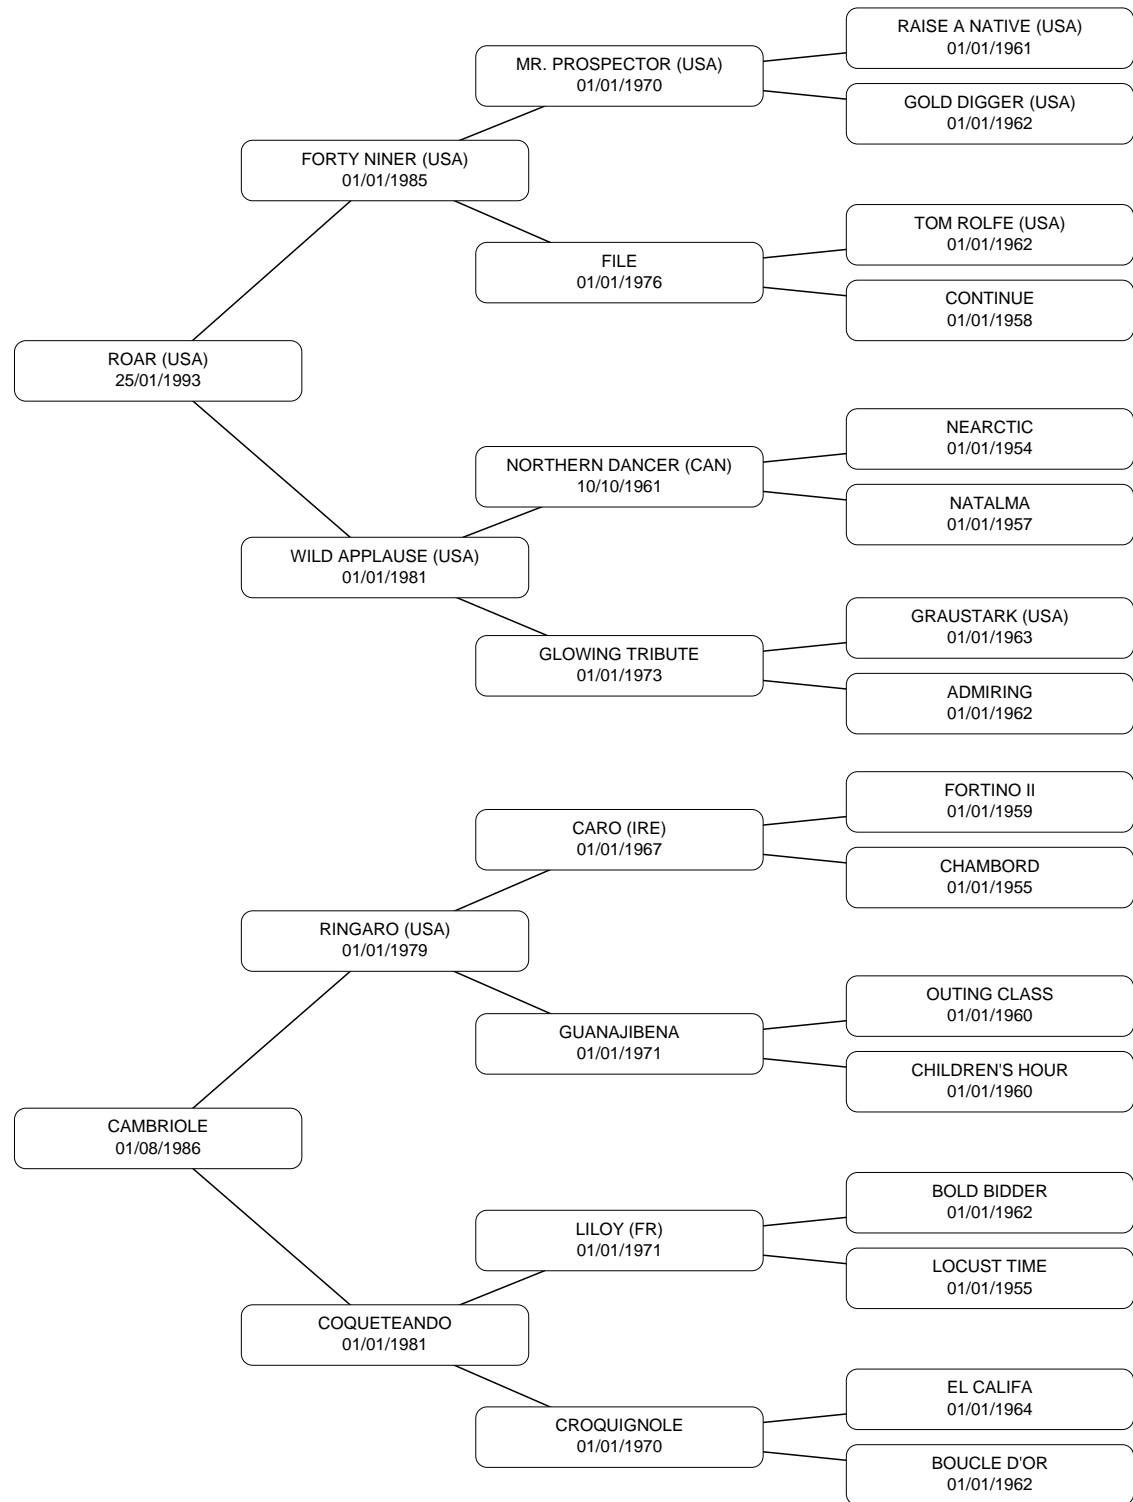 RAISE A NATIVE (USA)
01/01/1961
MR. PROSPECTOR (USA)
01/01/1970
GOLD DIGGER (USA)
01/01/1962
FORTY NINER (USA)
01/01/1985
TOM ROLFE (USA)
01/01/1962
FILE
01/01/1976
CONTINUE
01/01/1958
ROAR (USA)
25/01/1993
NEARCTIC
01/01/1954
NORTHERN DANCER (CAN)
10/10/1961
NATALMA
01/01/1957
WILD APPLAUSE (USA)
01/01/1981
GRAUSTARK (USA)
01/01/1963
GLOWING TRIBUTE
01/01/1973
ADMIRING
01/01/1962
FORTINO II
01/01/1959
CARO (IRE)
01/01/1967
CHAMBORD
01/01/1955
RINGARO (USA)
01/01/1979
OUTING CLASS
01/01/1960
GUANAJIBENA
01/01/1971
CHILDREN'S HOUR
01/01/1960
CAMBRIOLE
01/08/1986
BOLD BIDDER
01/01/1962
LILOY (FR)
01/01/1971
LOCUST TIME
01/01/1955
COQUETEANDO
01/01/1981
EL CALIFA
01/01/1964
CROQUIGNOLE
01/01/1970
BOUCLE D'OR
01/01/1962